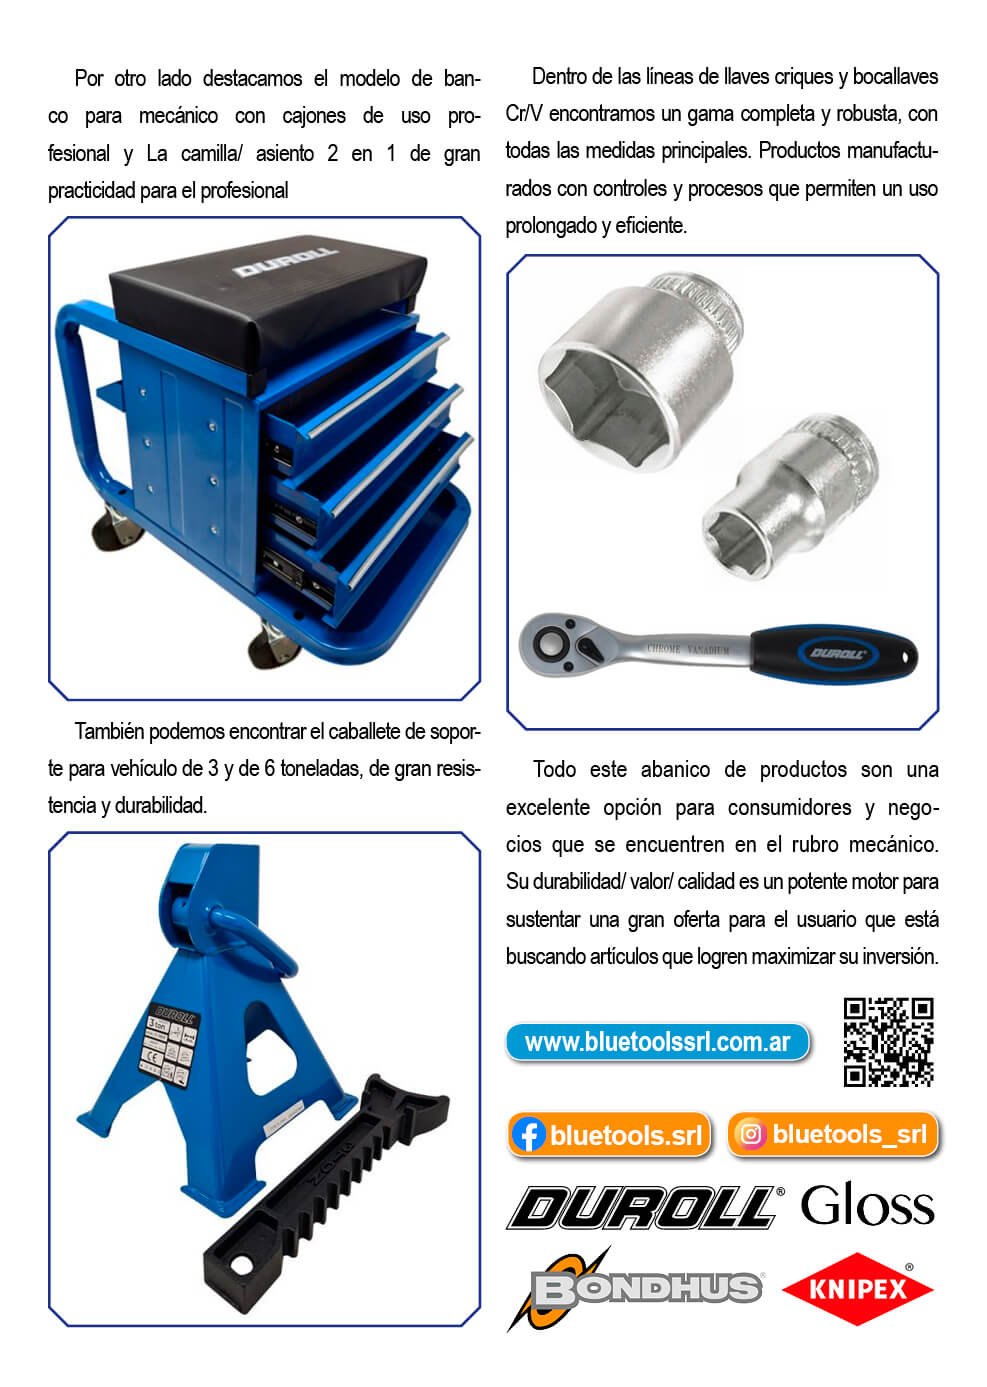 Por otro lado destacamos el modelo de ban-
co para mecánico con cajones de uso pro-
fesional y La camilla/ asiento 2 en 1 de gran
practicidad para el profesional
DUROLL
También podemos encontrar el caballete de sopor-
te para vehículo de 3 y de 6 toneladas, de gran resis-
tencia y durabilidad.
DUROLL
3 ton
CE
Dentro de las líneas de llaves criques y bocallaves
Cr/V encontramos un gama completa y robusta, con
todas las medidas principales. Productos manufactu-
rados con controles y procesos que permiten un uso
prolongado y eficiente.
CHROME VANADIUM
DUROLL
Todo este abanico de productos son una
excelente opción para consumidores y nego-
cios que se encuentren en el rubro mecánico.
Su durabilidad/ valor/ calidad es un potente motor para
sustentar una gran oferta para el usuario que está
buscando artículos que logren maximizar su inversión.
www.bluetoolssrl.com.ar
bluetools.srl
bluetools_srl
DUROLL®
Gloss
BONDHUS®
KNIPEX®